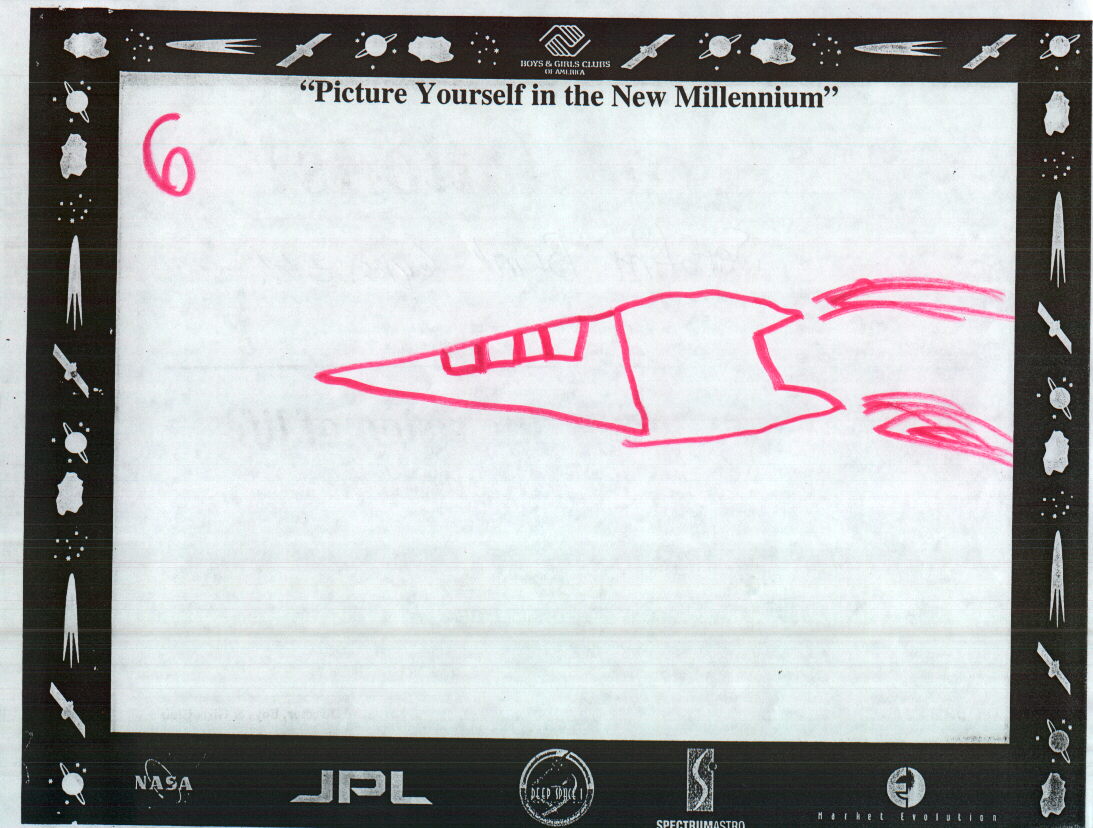 BOYS & GIRLS CLUBS
OF AMERICA
“Picture Yourself in the New Millennium”
6
NASA
JPL
DEEP SPACE 1
SPECTRUMASTRO
Market Evolution